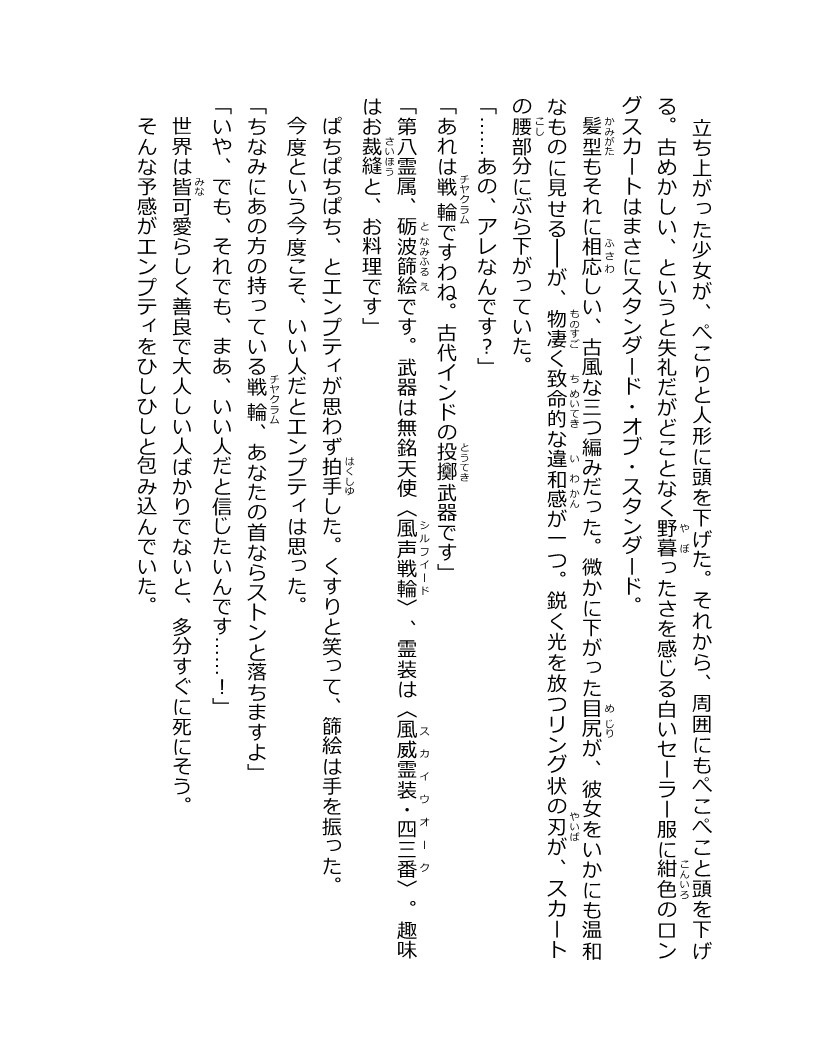 立ち上がった少女が、ぺこりと人形に頭を下げた。それから、周囲にもぺこぺこと頭を下げ
る。古めかしい、というと失礼だがどことなく野暮ったさを感じる白いセーラー服に紺色のロン
グスカートはまさにスタンダード・オブ・スタンダード。
髪型もそれに相応しい、古風な三つ編みだった。微かに下がった目尻が、彼女をいかにも温和
なものに見せる──が、物凄く致命的な違和感が一つ。鋭く光を放つリング状の刃が、スカート
の腰部分にぶら下がっていた。
「……あの、アレなんです？」
「あれは戦輪ですわね。古代インドの投擲武器です」
「第八霊属、砺波篩絵です。武器は無銘天使〈風声戦輪〉、霊装は〈風威霊装・四三番〉。趣味
はお裁縫と、お料理です」
ぱちぱちぱち、とエンプティが思わず拍手した。くすりと笑って、篩絵は手を振った。
今度という今度こそ、いい人だとエンプティは思った。
「ちなみにあの方の持っている戦輪、あなたの首ならストンと落ちますよ」
「いや、でも、それでも、まあ、いい人だと信じたいんです……！」
世界は皆可愛らしく善良で大人しい人ばかりでないと、多分すぐに死にそう。
そんな予感がエンプティをひしひしと包み込んでいた。